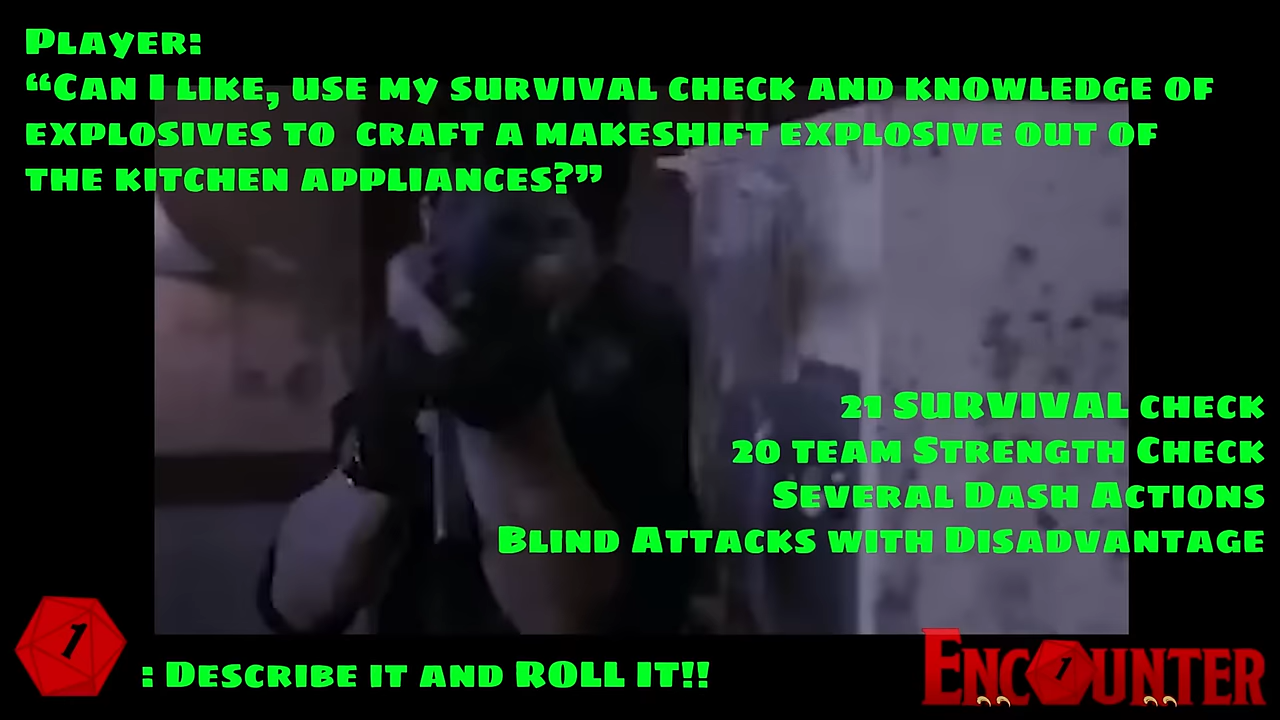 Player:
“Can I like, use my survival check and knowledge of
explosives to craft a makeshift explosive out of
the kitchen appliances?”
21 SURVIVAL check
20 team Strength Check
Several Dash Actions
Blind Attacks with Disadvantage
1 : Describe it and ROLL IT!!
ENC1UNTER